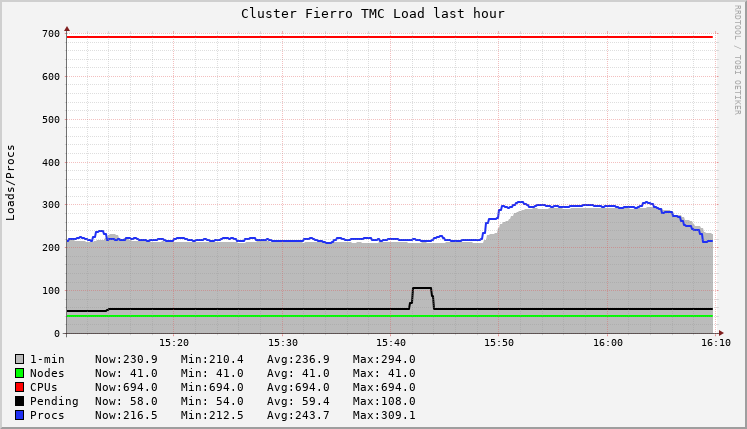 Cluster Fierro TMC Load last hour
RRDTOOL / TOBI OETIKER
Loads/Procs
700
600
500
400
300
200
100
0
15:20 15:30 15:40 15:50 16:00 16:10
1-min Now:230.9 Min:210.4 Avg:236.9 Max:294.0
Nodes Now: 41.0 Min: 41.0 Avg: 41.0 Max: 41.0
CPUs Now:694.0 Min:694.0 Avg:694.0 Max:694.0
Pending Now: 58.0 Min: 54.0 Avg: 59.4 Max:108.0
Procs Now:216.5 Min:212.5 Avg:243.7 Max:309.1